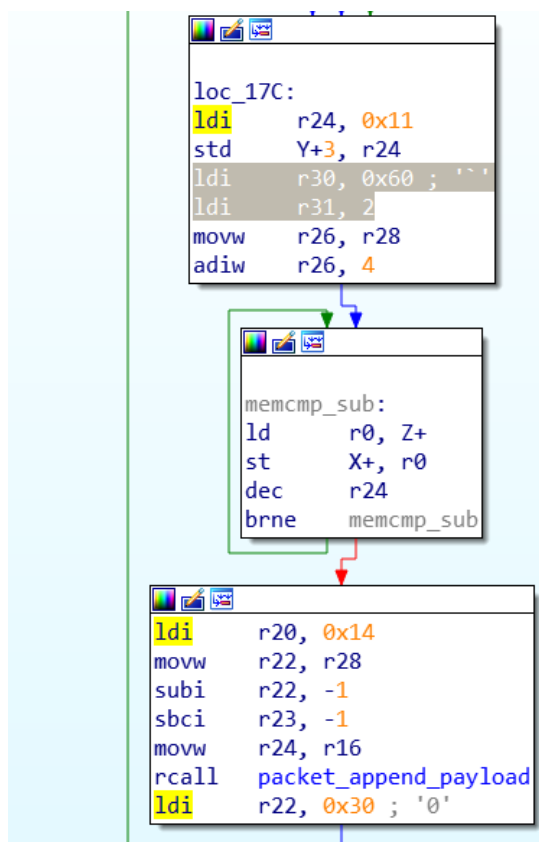 loc_17C:
ldi r24, 0x11
std Y+3, r24
ldi r30, 0x60 ; '`'
ldi r31, 2
movw r26, r28
adiw r26, 4
memcmp_sub:
ld r0, Z+
st X+, r0
dec r24
brne memcmp_sub
ldi r20, 0x14
movw r22, r28
subi r22, -1
sbci r23, -1
movw r24, r16
rcall packet_append_payload
ldi r22, 0x30 ; '0'